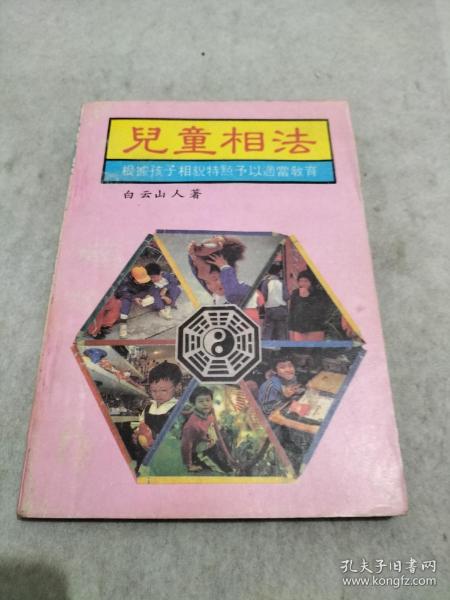 兒童相法
根據孩子相貌特點予以適當教育
白云山人著
孔夫子旧书网
www.kongfz.com